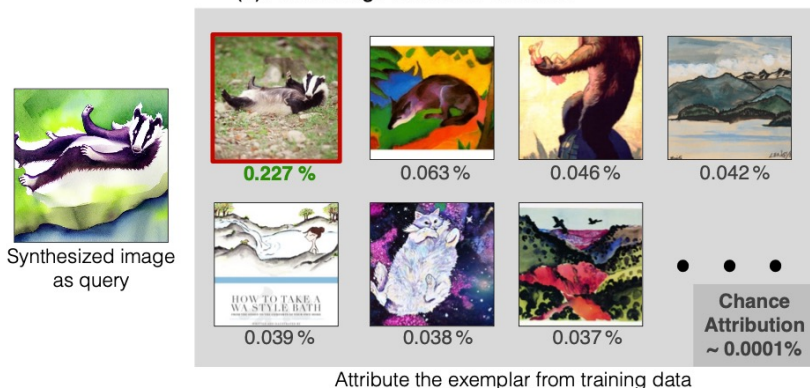 0.227 %
0.063 %
0.046 %
0.042 %
Synthesized image
as query
HOW TO TAKE A
WA STYLE BATH
0.039 %
0.038 %
0.037 %
• • •
Chance
Attribution
~ 0.0001%
Attribute the exemplar from training data